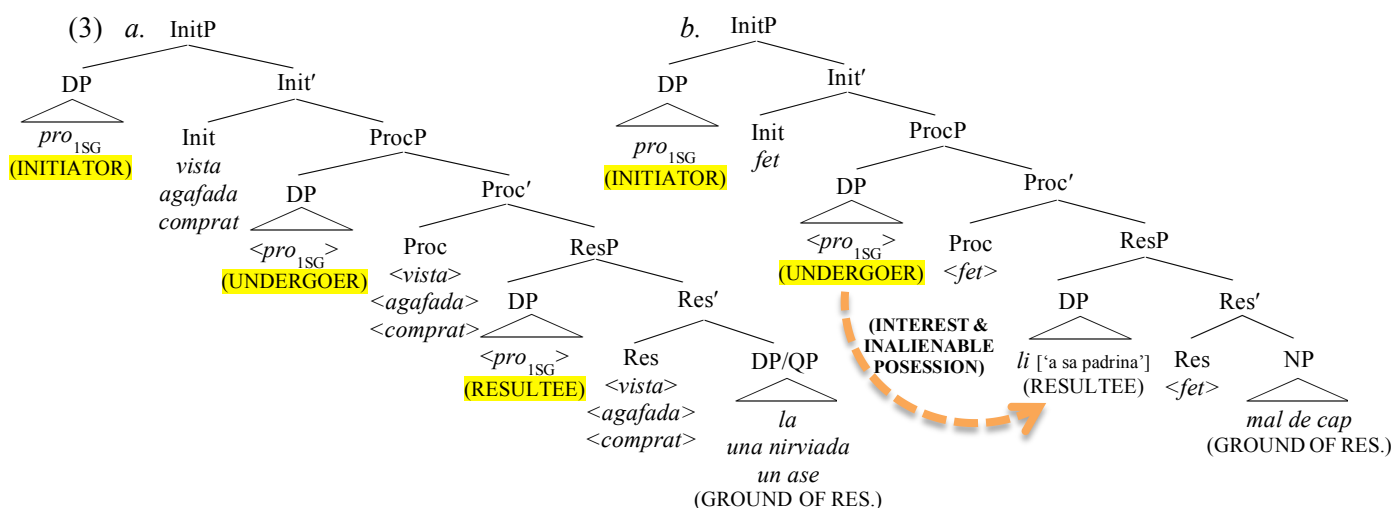 (3) a. InitP
DP Init′
pro1SG
(INITIATOR)
Init
vista
agafada
comprat
ProcP
DP Proc′
<pro1SG>
(UNDERGOER)
Proc
<vista>
<agafada>
<comprat>
ResP
DP Res′
<pro1SG>
(RESULTEE)
Res
<vista>
<agafada>
<comprat>
DP/QP
la
una nirviada
un ase
(GROUND OF RES.)
b. InitP
DP Init′
pro1SG
(INITIATOR)
Init
fet
ProcP
DP Proc′
<pro1SG>
(UNDERGOER)
Proc
<fet>
ResP
(INTEREST &
INALIENABLE
POSESSION)
DP Res′
li ['a sa padrina']
(RESULTEE)
Res
<fet>
NP
mal de cap
(GROUND OF RES.)